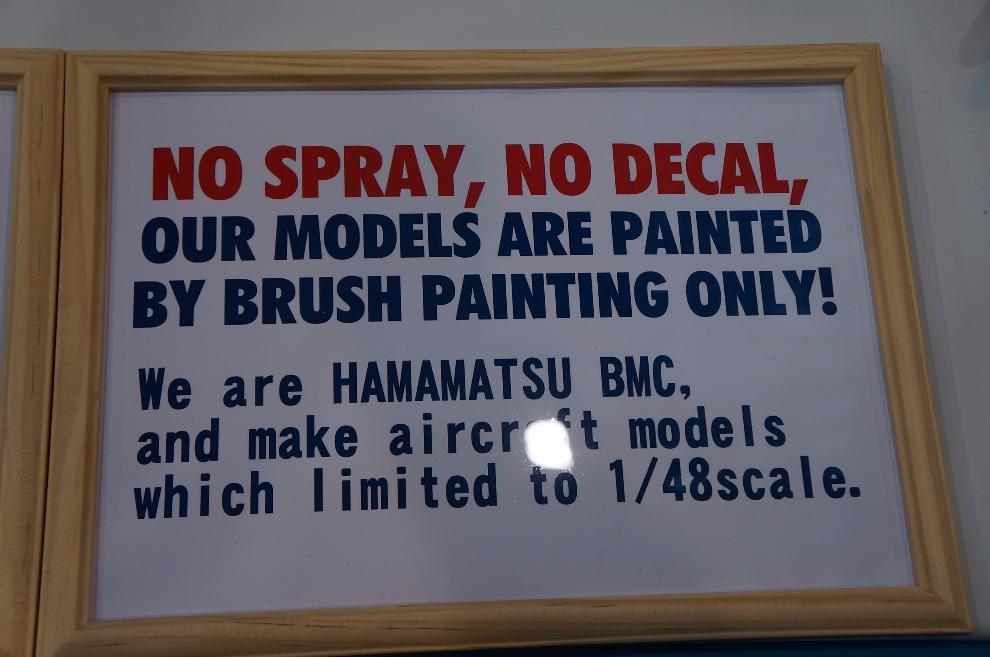 NO SPRAY, NO DECAL,
OUR MODELS ARE PAINTED
BY BRUSH PAINTING ONLY!
We are HAMAMATSU BMC,
and make aircraft models
which limited to 1/48scale.